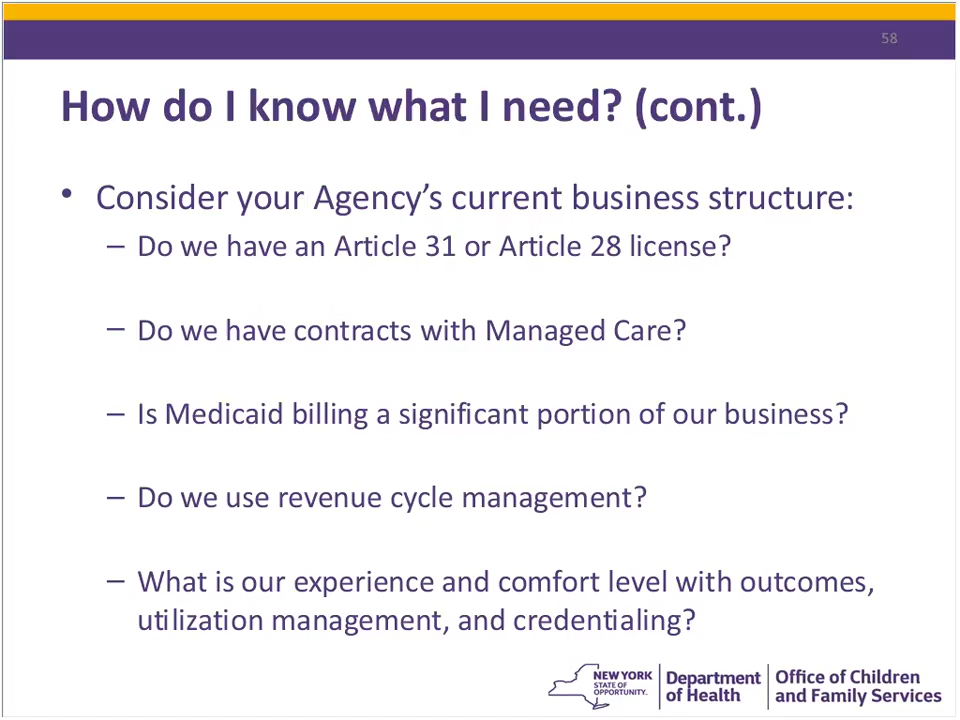 58
How do I know what I need? (cont.)
• Consider your Agency’s current business structure:
– Do we have an Article 31 or Article 28 license?
– Do we have contracts with Managed Care?
– Is Medicaid billing a significant portion of our business?
– Do we use revenue cycle management?
– What is our experience and comfort level with outcomes,
utilization management, and credentialing?
NEW YORK
STATE OF
OPPORTUNITY.
Department
of Health
Office of Children
and Family Services